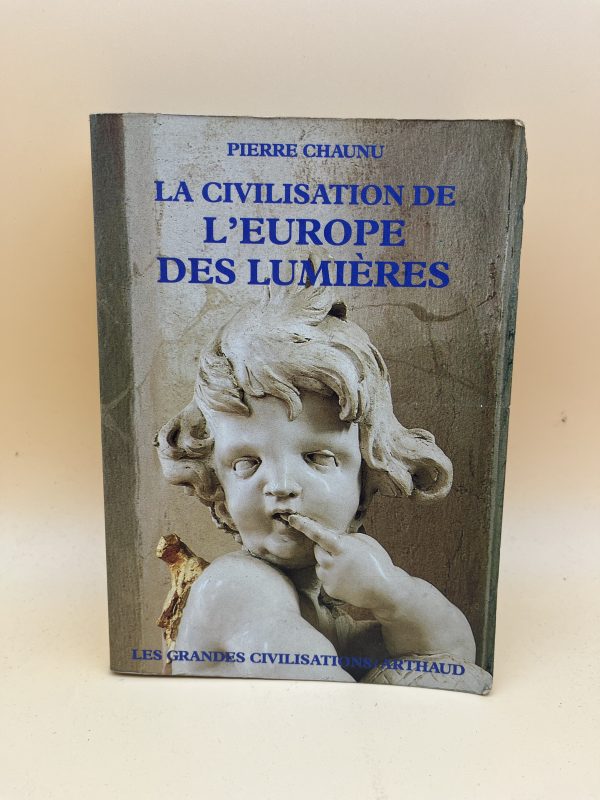 PIERRE CHAUNU
LA CIVILISATION DE
L'EUROPE
DES LUMIÈRES
LES GRANDES CIVILISATIONS/ARTHAUD